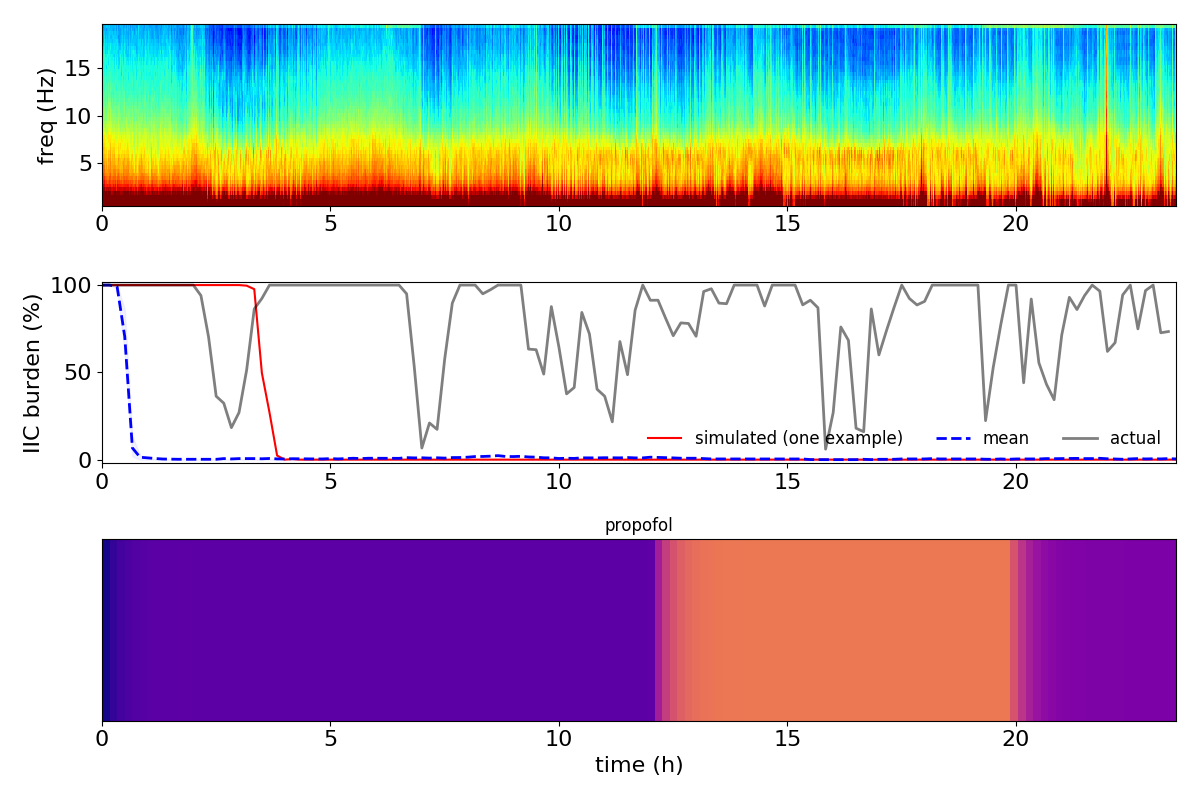 freq (Hz)
15
10
5
0 5 10 15 20
IIC burden (%)
100
50
0
simulated (one example) mean actual
0 5 10 15 20
propofol
0 5 10 15 20
time (h)